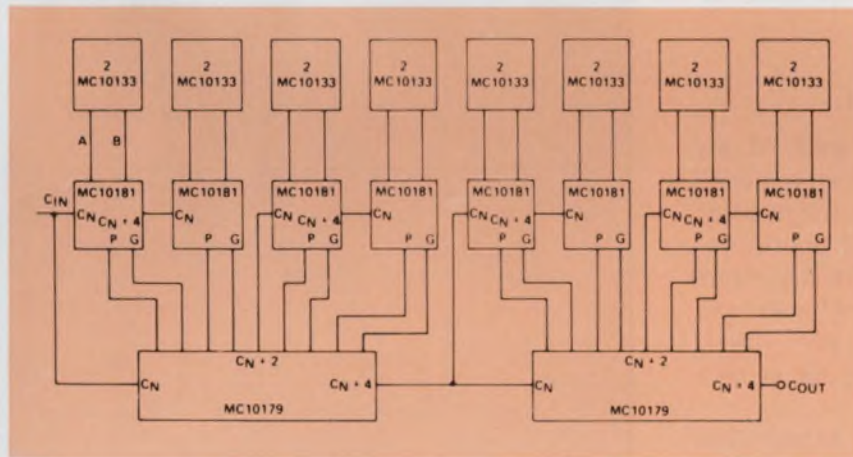 2 2 2 2 2 2 2 2
MC10133 MC10133 MC10133 MC10133 MC10133 MC10133 MC10133 MC10133
A B
MC10181 MC10181 MC10181 MC10181 MC10181 MC10181 MC10181 MC10181
CIN
CN CN + 4 CN CN CN + 4 CN CN CN + 4 CN CN CN + 4 CN
P G P G P G P G P G P G P G P G
CN + 2 CN + 2
CN CN + 4 CN CN + 4 COUT
MC10179 MC10179